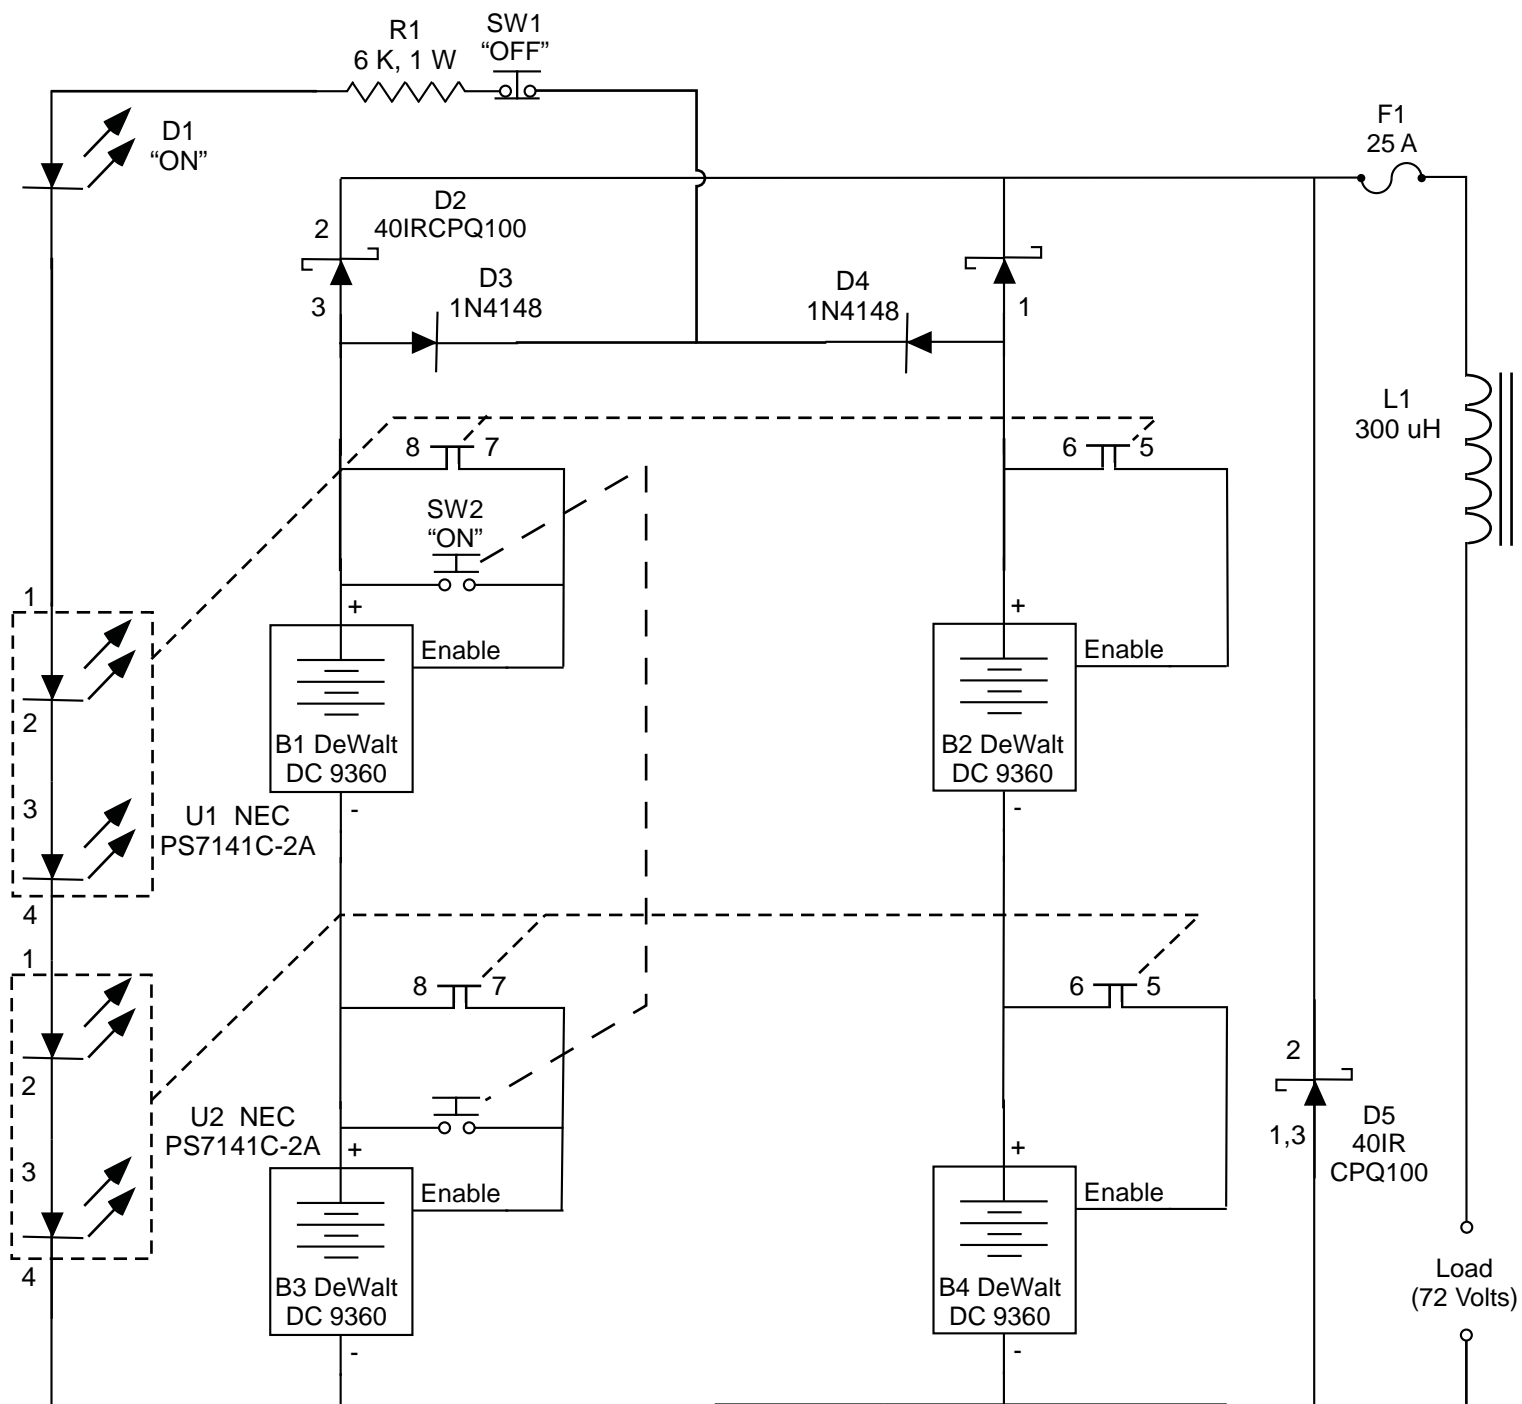 R1
6 K, 1 W
SW1
“OFF”
D1
“ON”
F1
25 A
D2
40IRCPQ100
2
3
D3
1N4148
D4
1N4148
1
L1
300 uH
8
7
6
5
SW2
“ON”
1
+
+
Enable
Enable
2
B1 DeWalt
DC 9360
B2 DeWalt
DC 9360
3
-
-
U1 NEC
PS7141C-2A
4
1
8
7
6
5
2
2
U2 NEC
PS7141C-2A
D5
40IR
CPQ100
1,3
+
+
3
Enable
Enable
4
B3 DeWalt
DC 9360
B4 DeWalt
DC 9360
Load
(72 Volts)
-
-